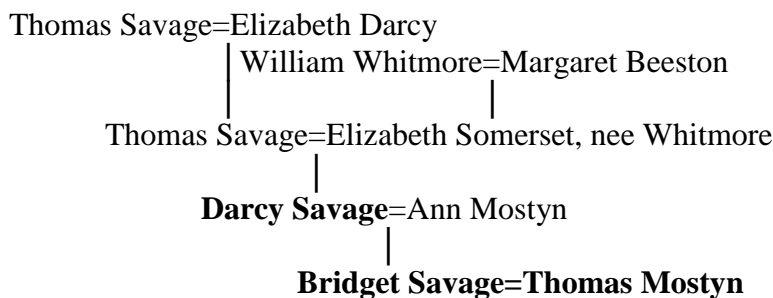 Thomas Savage=Elizabeth Darcy
William Whitmore=Margaret Beeston
Thomas Savage=Elizabeth Somerset, nee Whitmore
Darcy Savage=Ann Mostyn
Bridget Savage=Thomas Mostyn